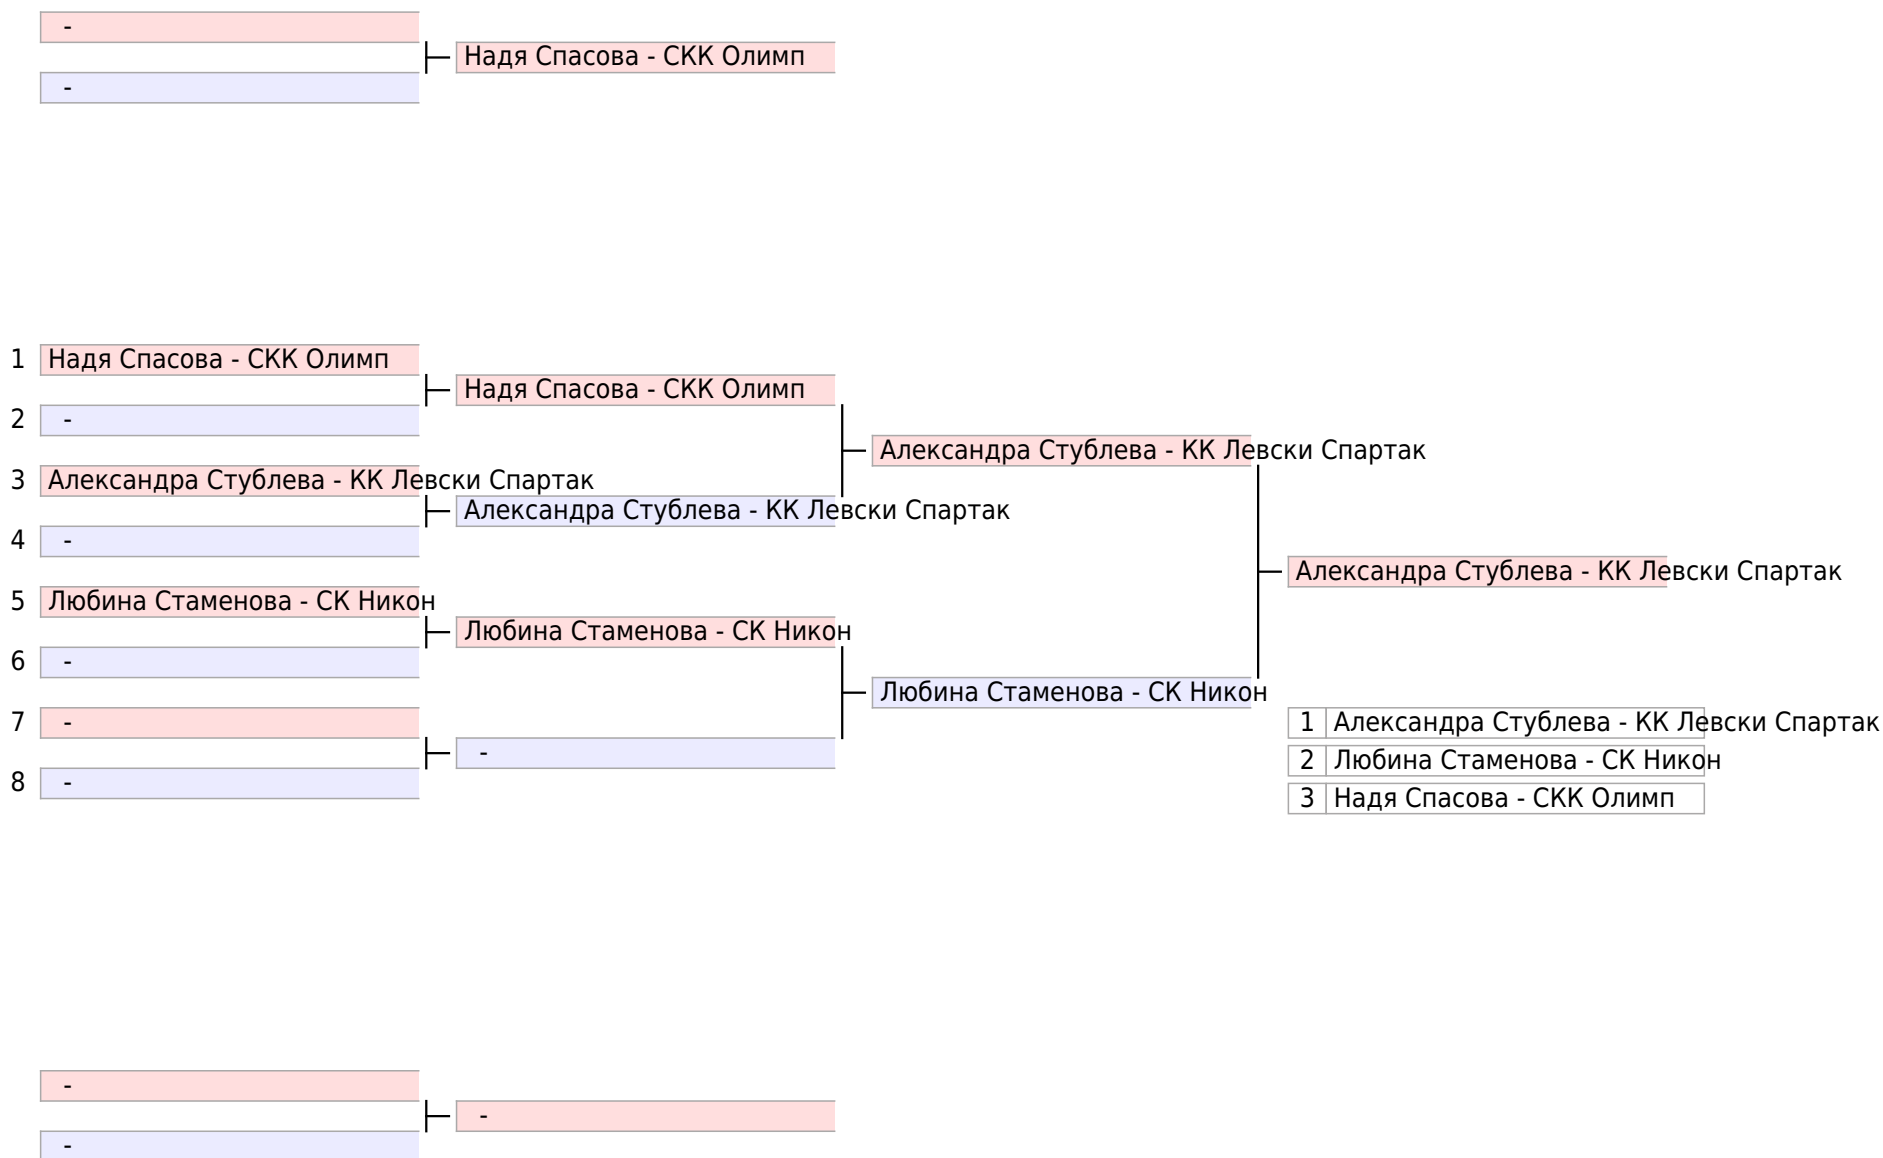 -
Надя Спасова - СКК Олимп
-
1 Надя Спасова - СКК Олимп
Надя Спасова - СКК Олимп
2 -
Александра Стублева - КК Левски Спартак
3 Александра Стублева - КК Левски Спартак
Александра Стублева - КК Левски Спартак
4 -
Александра Стублева - КК Левски Спартак
5 Любина Стаменова - СК Никон
Любина Стаменова - СК Никон
6 -
Любина Стаменова - СК Никон
7 -
1 Александра Стублева - КК Левски Спартак
-
2 Любина Стаменова - СК Никон
8 -
3 Надя Спасова - СКК Олимп
-
-
-